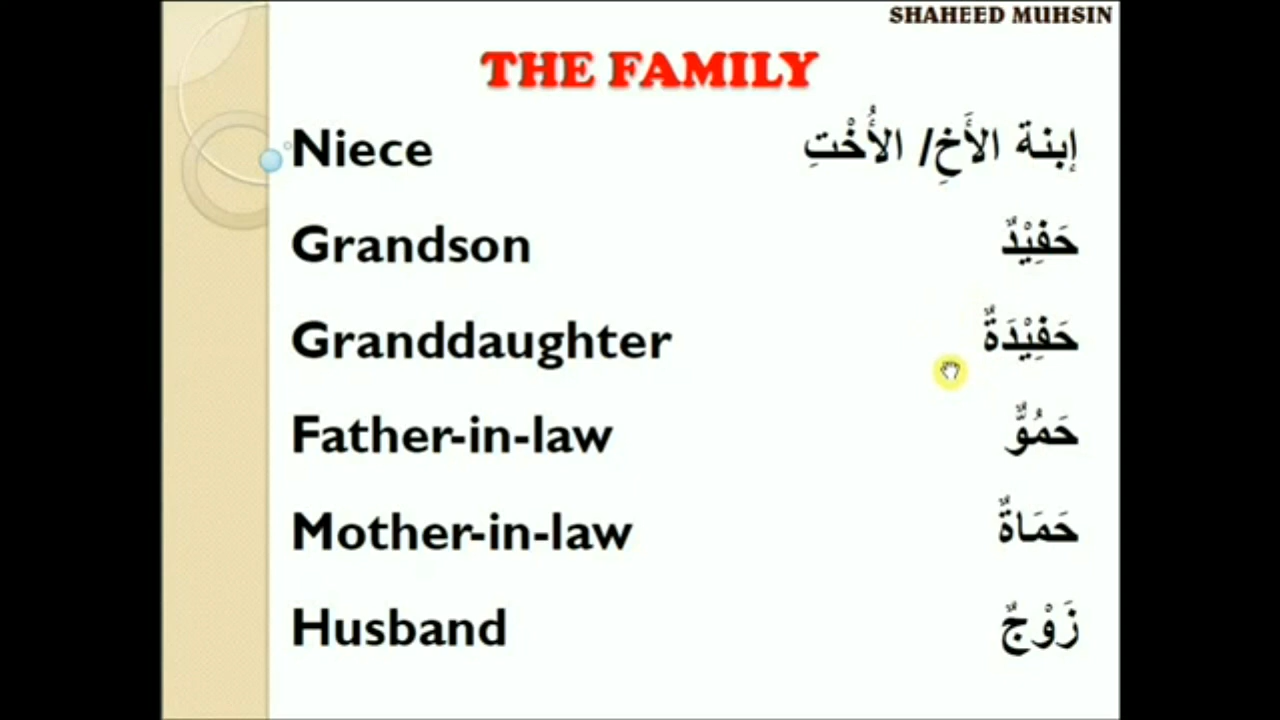 SHAHEED MUHSIN
THE FAMILY
Niece إبنة الأَخِ/ الأُخْتِ
Grandson حَفِيْدٌ
Granddaughter حَفِيْدَةٌ
Father-in-law حَمُوٌّ
Mother-in-law حَمَاةٌ
Husband زَوْجٌ